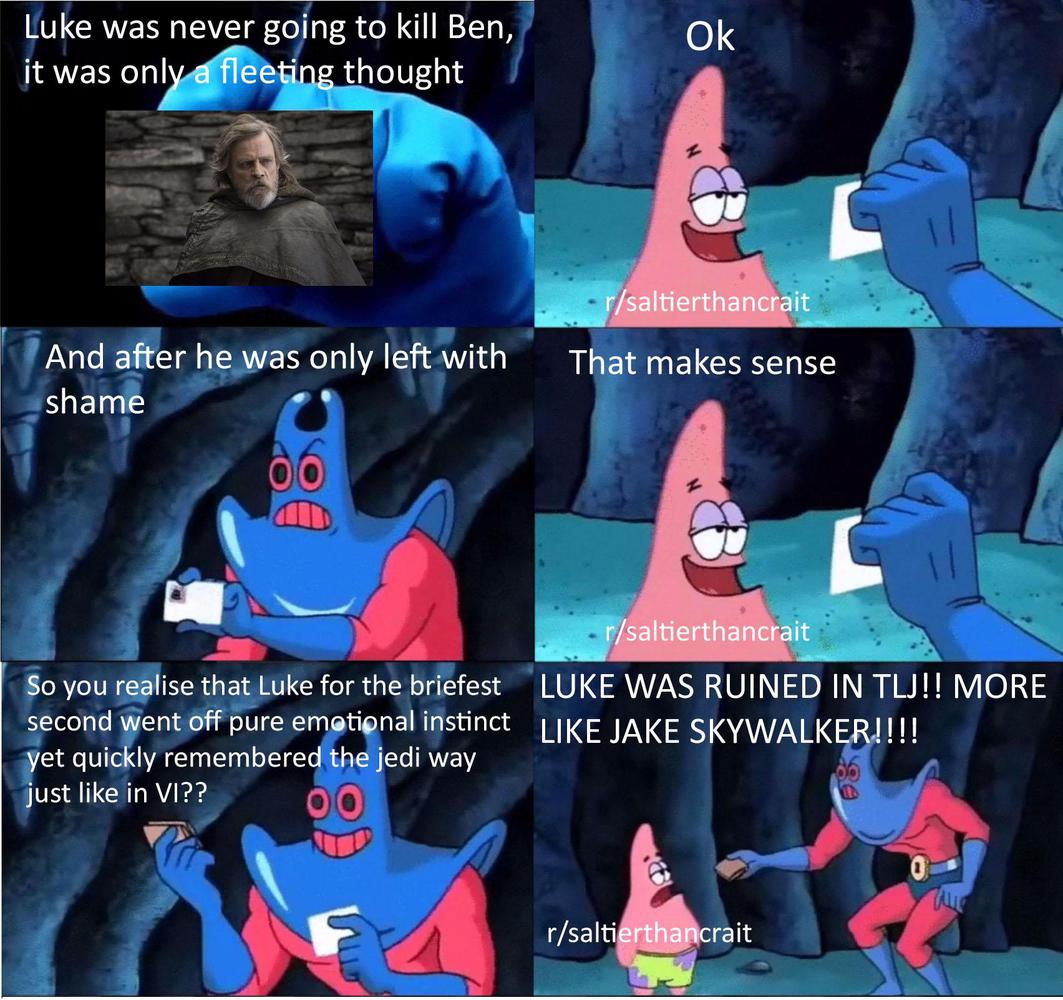 Luke was never going to kill Ben,
it was only a fleeting thought
Ok
r/saltierthancrait
And after he was only left with
shame
That makes sense
r/saltierthancrait
So you realise that Luke for the briefest
second went off pure emotional instinct
yet quickly remembered the jedi way
just like in VI??
LUKE WAS RUINED IN TLJ!! MORE
LIKE JAKE SKYWALKER!!!!
r/saltierthancrait